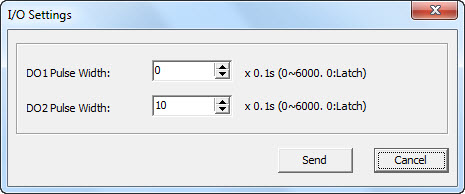 I/O Settings
DO1 Pulse Width: 0 x 0.1s (0~6000. 0:Latch)
DO2 Pulse Width: 10 x 0.1s (0~6000. 0:Latch)
Send Cancel